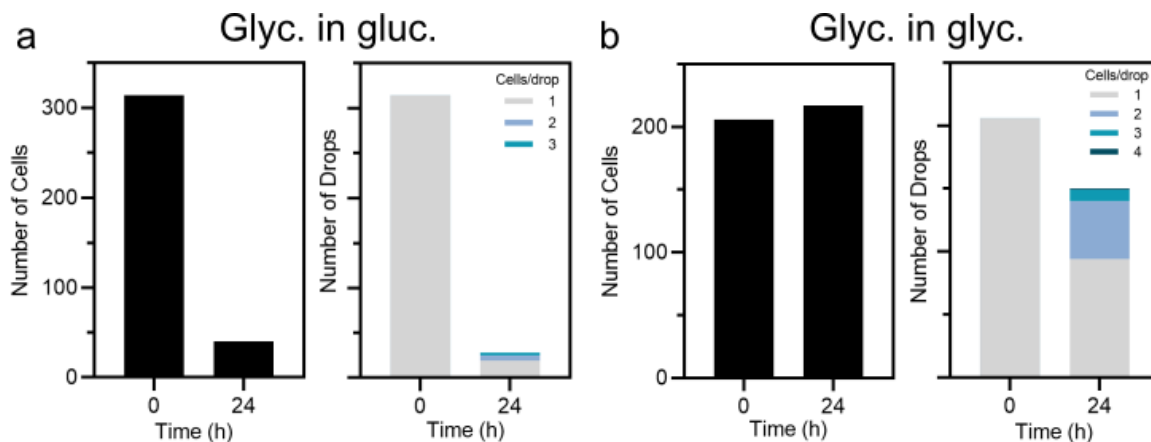 a
Glyc. in gluc.
Number of Cells
300
200
100
0
0
24
Time (h)
Number of Drops
Cells/drop
1
2
3
0
24
Time (h)
b
Glyc. in glyc.
Number of Cells
200
100
0
0
24
Time (h)
Number of Drops
Cells/drop
1
2
3
4
0
24
Time (h)